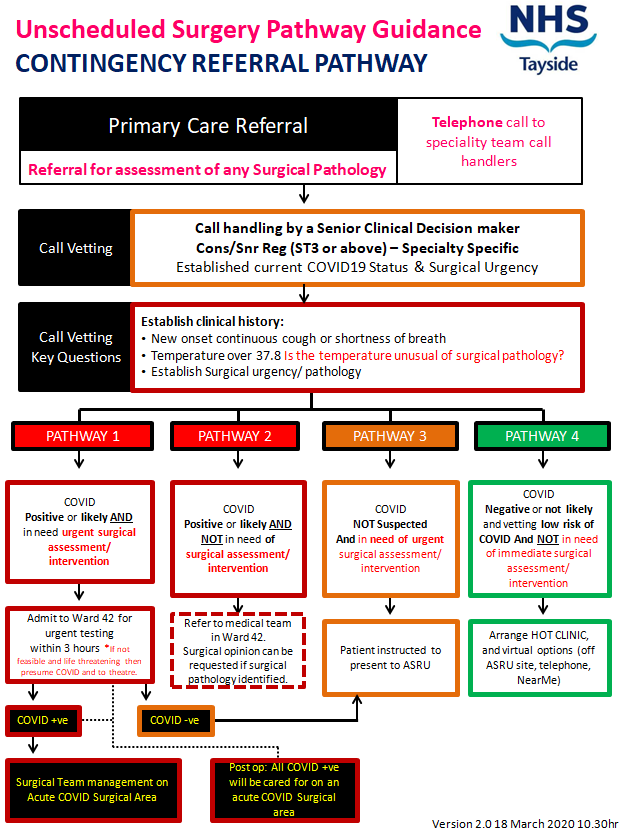 Unscheduled Surgery Pathway Guidance
CONTINGENCY REFERRAL PATHWAY
NHS
Tayside
Primary Care Referral
Referral for assessment of any Surgical Pathology
Telephone call to
speciality team call
handlers
Call Vetting
Call handling by a Senior Clinical Decision maker
Cons/Snr Reg (ST3 or above) – Specialty Specific
Established current COVID19 Status & Surgical Urgency
Call Vetting
Key Questions
Establish clinical history:
• New onset continuous cough or shortness of breath
• Temperature over 37.8 Is the temperature unusual of surgical pathology?
• Establish Surgical urgency/ pathology
PATHWAY 1
PATHWAY 2
PATHWAY 3
PATHWAY 4
COVID
Positive or likely AND
in need urgent surgical
assessment/
intervention
COVID
Positive or likely AND
NOT in need of
surgical assessment/
intervention
COVID
NOT Suspected
And in need of urgent
surgical assessment/
intervention
COVID
Negative or not likely
and vetting low risk of
COVID And NOT in need
of immediate surgical
assessment/
intervention
Admit to Ward 42 for
urgent testing
within 3 hours *If not
feasible and life threatening then
presume COVID and to theatre.
Refer to medical team
in Ward 42.
Surgical opinion can be
requested if surgical
pathology identified.
Patient instructed to
present to ASRU
Arrange HOT CLINIC,
and virtual options (off
ASRU site, telephone,
NearMe)
COVID +ve
COVID -ve
Surgical Team management on
Acute COVID Surgical Area
Post op: All COVID +ve
will be cared for on an
acute COVID Surgical
area
Version 2.0 18 March 2020 10.30hr